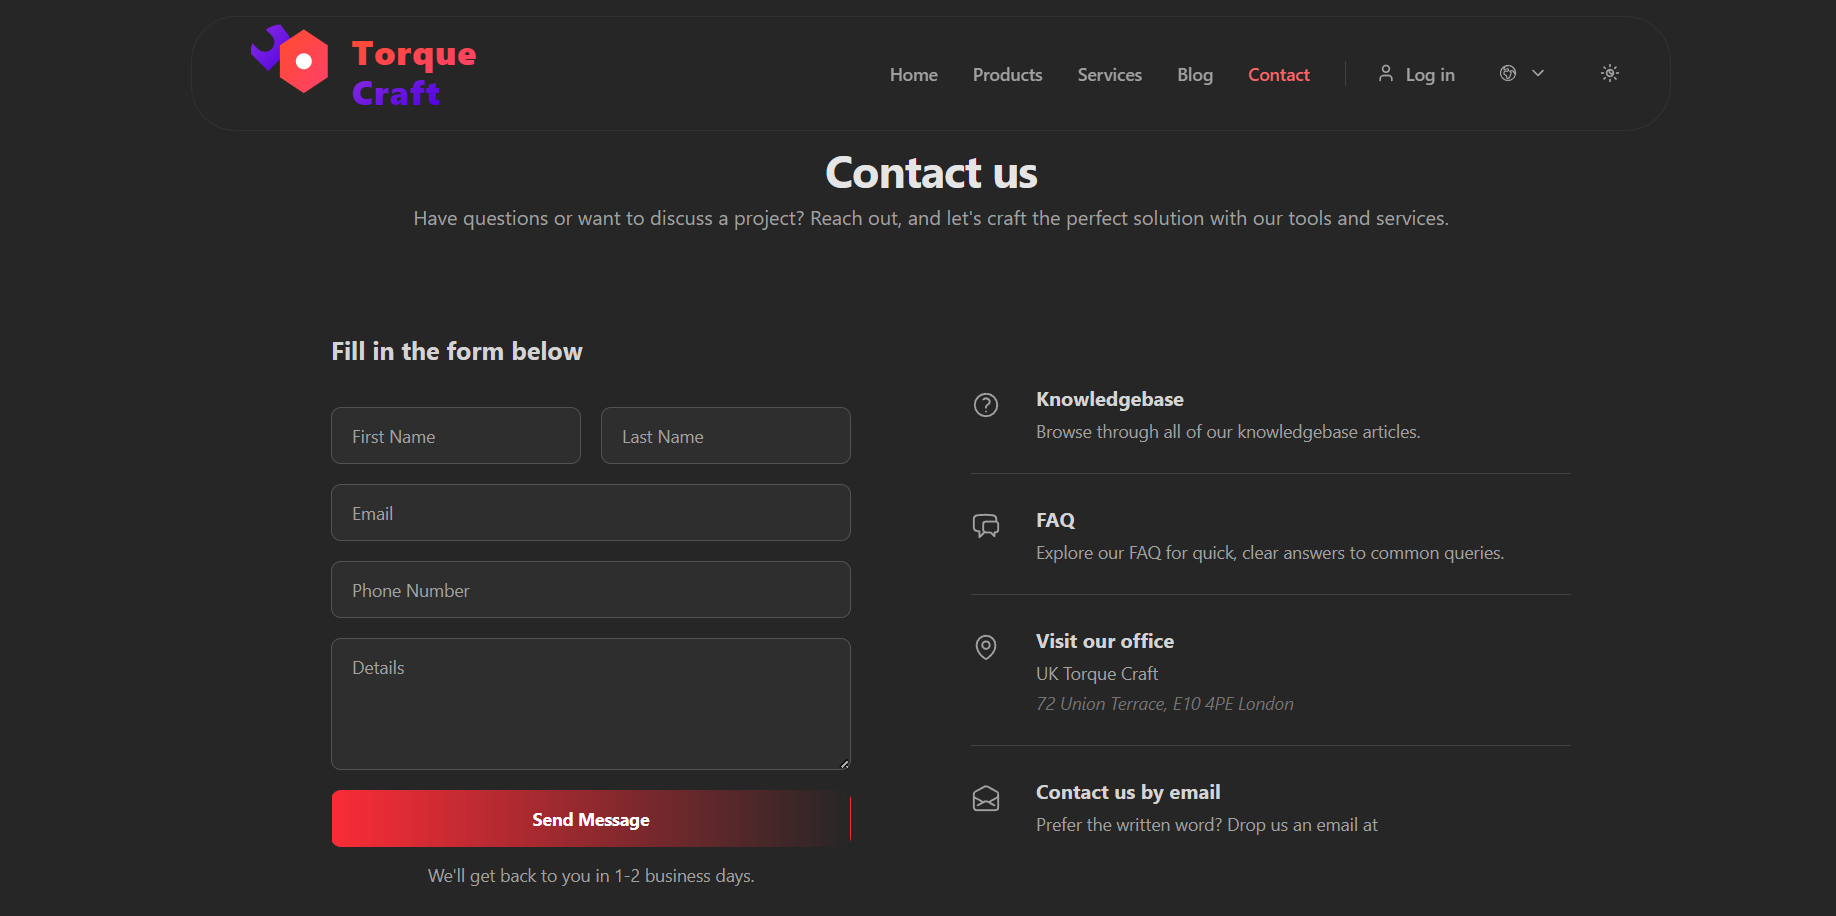 Torque
Craft
Home
Products
Services
Blog
Contact
Log in
Contact us
Have questions or want to discuss a project? Reach out, and let's craft the perfect solution with our tools and services.
Fill in the form below
First Name
Last Name
Email
Phone Number
Details
Send Message
We'll get back to you in 1-2 business days.
Knowledgebase
Browse through all of our knowledgebase articles.
FAQ
Explore our FAQ for quick, clear answers to common queries.
Visit our office
UK Torque Craft
72 Union Terrace, E10 4PE London
Contact us by email
Prefer the written word? Drop us an email at